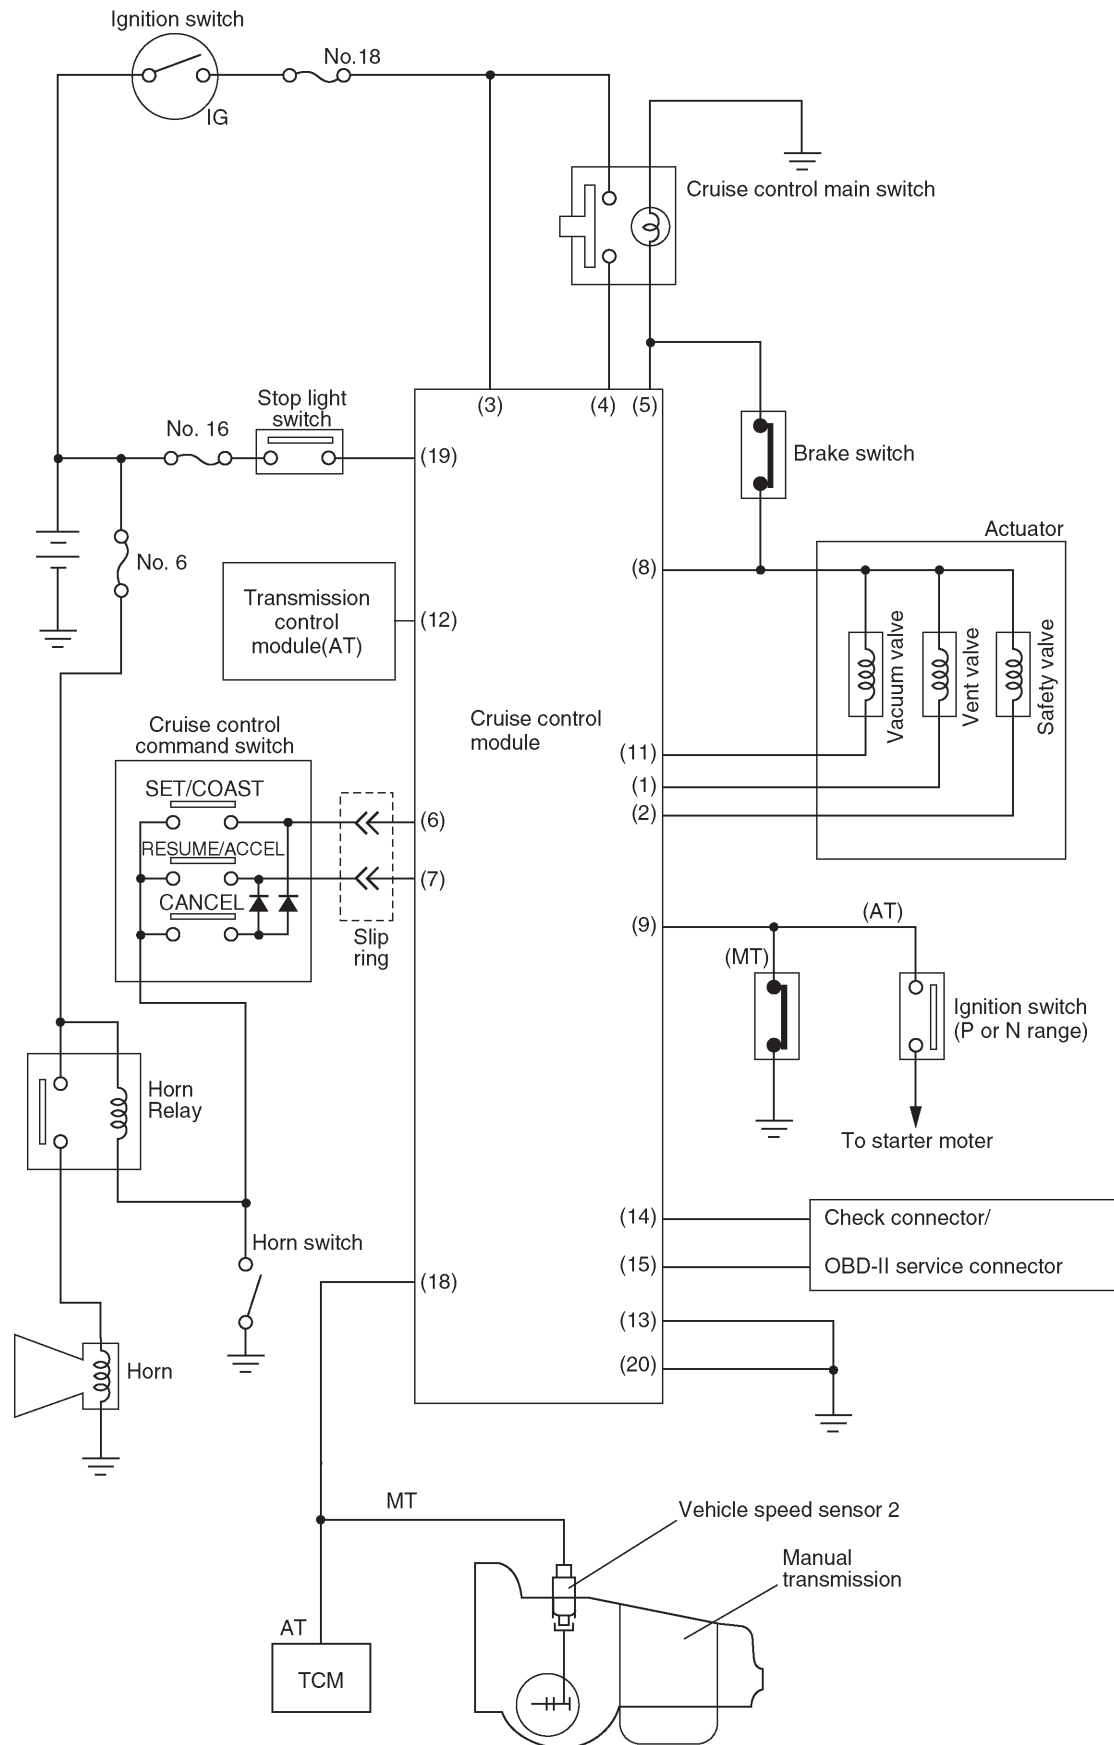 Ignition switch
No.18
IG
Cruise control main switch
Stop light
switch
No. 16
(3)
(4)
(5)
(19)
Brake switch
Actuator
No. 6
(8)
Transmission
control
module(AT)
(12)
Vacuum valve
Vent valve
Safety valve
Cruise control
module
Cruise control
command switch
(11)
(1)
(2)
SET/COAST
(6)
RESUME/ACCEL
(7)
CANCEL
Slip
ring
(9)
(AT)
(MT)
Ignition switch
(P or N range)
Horn
Relay
To starter moter
(14)
Check connector/
Horn switch
(15)
OBD-II service connector
(18)
(13)
(20)
Horn
MT
Vehicle speed sensor 2
Manual
transmission
AT
TCM